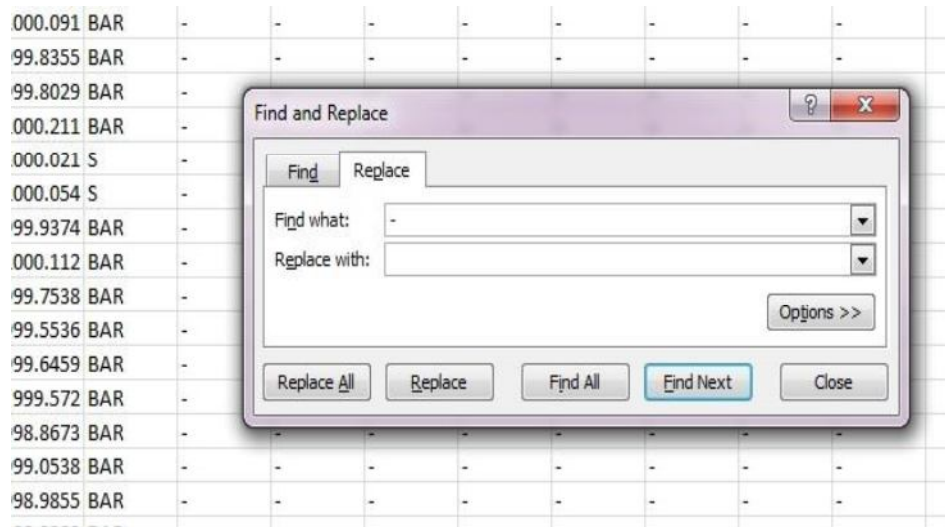 000.091 BAR - - - - - - - -
99.8355 BAR - - - - - - - -
99.8029 BAR -
000.211 BAR -
000.021 S -
000.054 S -
99.9374 BAR -
000.112 BAR -
99.7538 BAR -
99.5536 BAR -
99.6459 BAR -
999.572 BAR -
98.8673 BAR - - - - - - - -
99.0538 BAR - - - - - - - -
98.9855 BAR - - - - - - - -
Find and Replace
? X
Find Replace
Find what: -
Replace with:
Options >>
Replace All Replace Find All Find Next Close